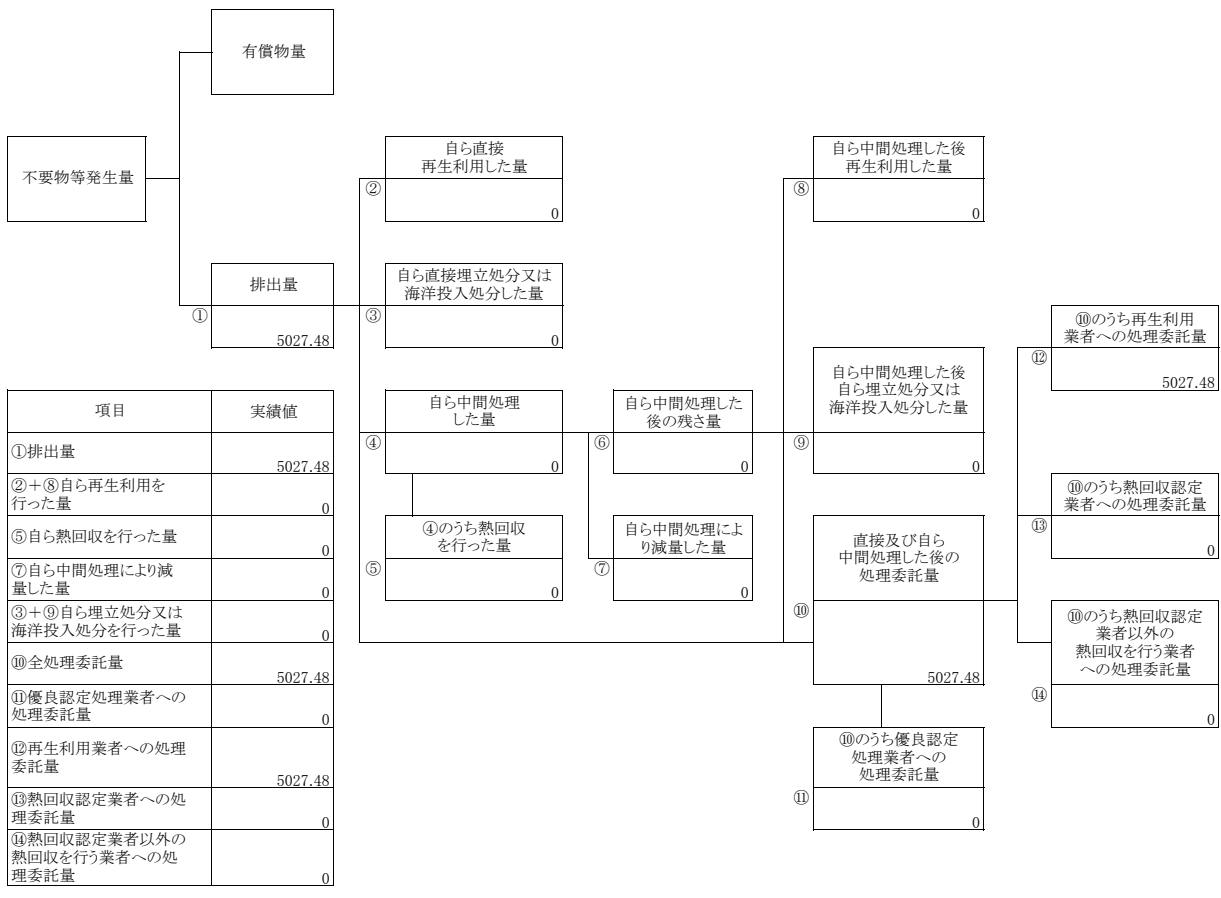 有償物量
不要物等発生量
排出量
①
5027.48
自ら直接
再生利用した量
②
0
自ら直接埋立処分又は
海洋投入処分した量
③
0
自ら中間処理
した量
④
0
④のうち熱回収
を行った量
⑤
0
自ら中間処理した
後の残さ量
⑥
0
自ら中間処理によ
り減量した量
⑦
0
自ら中間処理した後
再生利用した量
⑧
0
自ら中間処理した後
自ら埋立処分又は
海洋投入処分した量
⑨
0
直接及び自ら
中間処理した後の
処理委託量
⑩
5027.48
⑩のうち優良認定
処理業者への
処理委託量
⑪
0
⑩のうち再生利用
業者への処理委託量
⑫
5027.48
⑩のうち熱回収認定
業者への処理委託量
⑬
0
⑩のうち熱回収認定
業者以外の
熱回収を行う業者
への処理委託量
⑭
0
項目 実績値
①排出量
5027.48
②＋⑧自ら再生利用を
行った量
0
⑤自ら熱回収を行った量
0
⑦自ら中間処理により減
量した量
0
③＋⑨自ら埋立処分又は
海洋投入処分を行った量
0
⑩全処理委託量
5027.48
⑪優良認定処理業者への
処理委託量
0
⑫再生利用業者への処理
委託量
5027.48
⑬熱回収認定業者への処
理委託量
0
⑭熱回収認定業者以外の
熱回収を行う業者への処
理委託量
0